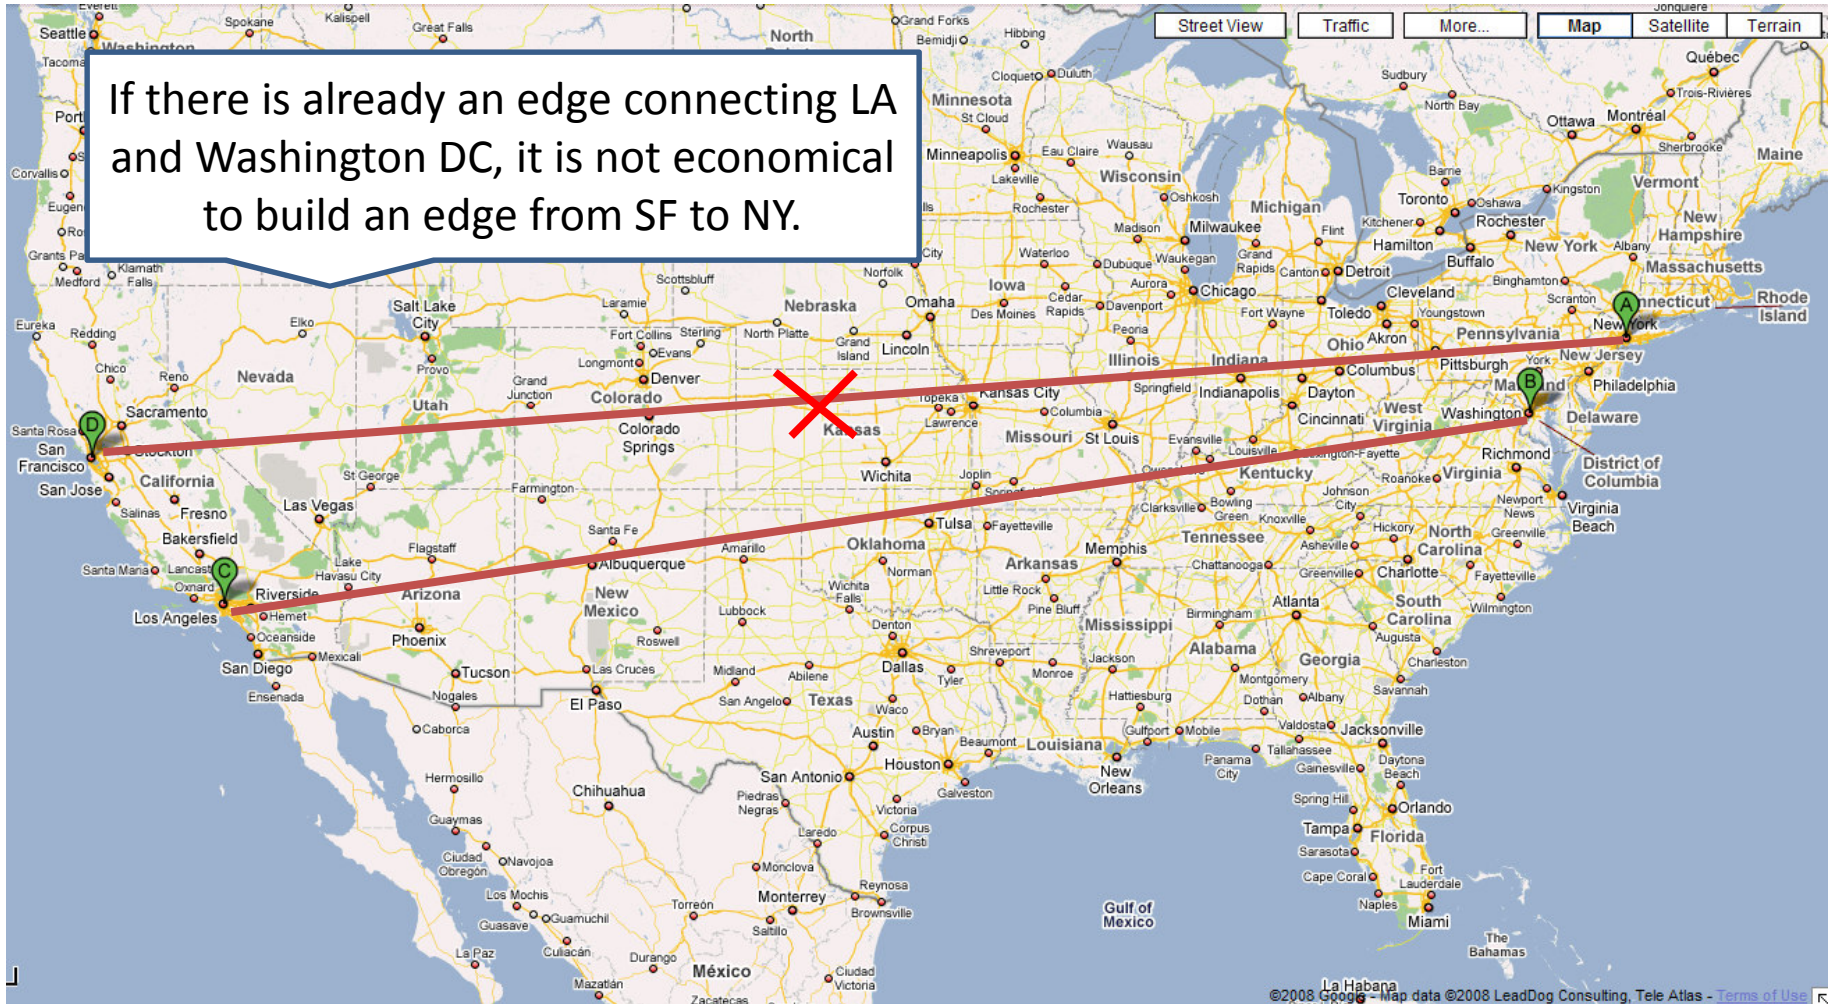 If there is already an edge connecting LA
and Washington DC, it is not economical
to build an edge from SF to NY.
Street View
Traffic
More...
Map
Satellite
Terrain
Everett
Spokane
Kalispell
Great Falls
Seattle
Washington
North
Grand Forks
Bemidji
Hibbing
Jonquiere
Québec
Tacoma
Cloquet
Duluth
Sudbury
North Bay
Trois-Rivières
Minnesota
St Cloud
Ottawa
Montréal
Sherbrooke
Maine
Corvallis
Minneapolis
Eau Claire
Wausau
Lakeville
Wisconsin
Barrie
Toronto
Oshawa
Kingston
Vermont
Rochester
Oshkosh
Michigan
Kitchener
Rochester
New
Hampshire
Madison
Milwaukee
Flint
Hamilton
Buffalo
New York
Albany
Massachusetts
Medford
Klamath
Falls
Scottsbluff
Norfolk
City
Waterloo
Dubuque
Waukegan
Grand
Rapids
Canton
Detroit
Binghamton
Salt Lake
City
Laramie
Nebraska
Omaha
Iowa
Des Moines
Cedar
Rapids
Aurora
Davenport
Chicago
Fort Wayne
Toledo
Cleveland
Youngstown
Scranton
Rhode
Island
A
New York
Eureka
Redding
Elko
Fort Collins
Sterling
North Platte
Grand
Island
Lincoln
Peoria
Illinois
Indiana
Ohio
Akron
Pennsylvania
Pittsburgh
York
New Jersey
Chico
Reno
Nevada
Provo
Longmont
Evans
Denver
Grand
Junction
Colorado
Utah
Topeka
Kansas City
Lawrence
Columbia
Springfield
Indianapolis
Dayton
Columbus
B
Maryland
Philadelphia
D
Sacramento
Santa Rosa
San
Francisco
Stockton
Colorado
Springs
Kansas
Missouri
St Louis
Evansville
Louisville
Cincinnati
West
Virginia
Washington
Delaware
San Jose
California
St George
Wichita
Joplin
Kentucky
Richmond
District of
Columbia
Salinas
Fresno
Las Vegas
Farmington
Clarksville
Bowling
Green
Johnson
City
Roanoke
Virginia
Newport
News
Virginia
Beach
Bakersfield
Santa Fe
Tulsa
Fayetteville
Knoxville
Hickory
North
Carolina
Greenville
Santa Maria
Flagstaff
Amarillo
Oklahoma
Memphis
Tennessee
Asheville
Oxnard
C
Lake
Havasu City
Albuquerque
Norman
Arkansas
Chattanooga
Greenville
Charlotte
Fayetteville
Los Angeles
Riverside
Hemet
Arizona
New
Mexico
Lubbock
Wichita
Falls
Little Rock
Pine Bluff
Birmingham
Atlanta
South
Carolina
Wilmington
Oceanside
San Diego
Mexicali
Phoenix
Roswell
Denton
Dallas
Shreveport
Mississippi
Augusta
Ensenada
Tucson
Nogales
Las Cruces
El Paso
Midland
Abilene
Tyler
Monroe
Jackson
Alabama
Montgomery
Georgia
Charleston
San Angelo
Texas
Waco
Hattiesburg
Dothan
Albany
Savannah
Caborca
Austin
Bryan
Beaumont
Louisiana
Gulfport
Mobile
Valdosta
Tallahassee
Jacksonville
Hermosillo
Chihuahua
San Antonio
Houston
Galveston
New
Orleans
Panama
City
Gainesville
Daytona
Beach
Guaymas
Piedras
Negras
Victoria
Spring Hill
Orlando
Ciudad
Obregón
Navojoa
Laredo
Corpus
Christi
Tampa
Florida
Sarasota
Los Mochis
Guasave
Guamuchil
Torreón
Monclova
Monterrey
Reynosa
Brownsville
Gulf of
Mexico
Cape Coral
Fort
Lauderdale
Naples
Miami
La Paz
Culiacán
Durango
Saltillo
The
Bahamas
Mazatlán
México
Zacatecas
Ciudad
Victoria
La Habana
©2008 Google - Map data ©2008 LeadDog Consulting, Tele Atlas - Terms of Use